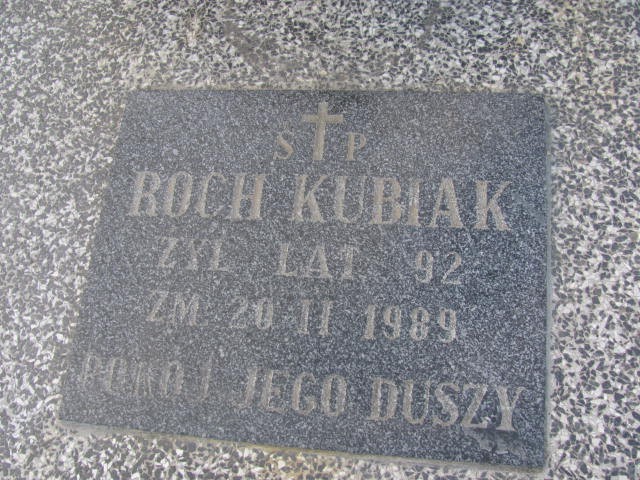 S P
ROCH KUBIAK
ŻYŁ LAT 92
ZM. 20 II 1989
POKÓJ JEGO DUSZY